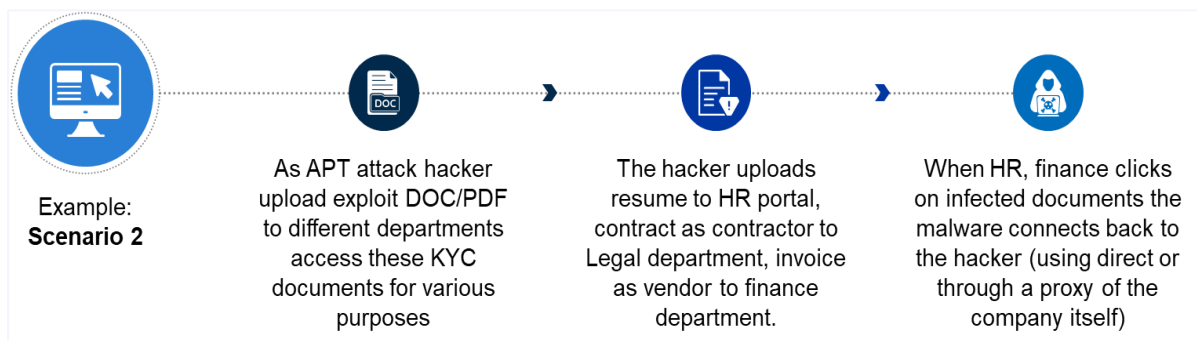 Example:
Scenario 2
DOC
As APT attack hacker
upload exploit DOC/PDF
to different departments
access these KYC
documents for various
purposes
The hacker uploads
resume to HR portal,
contract as contractor to
Legal department, invoice
as vendor to finance
department.
When HR, finance clicks
on infected documents the
malware connects back to
the hacker (using direct or
through a proxy of the
company itself)